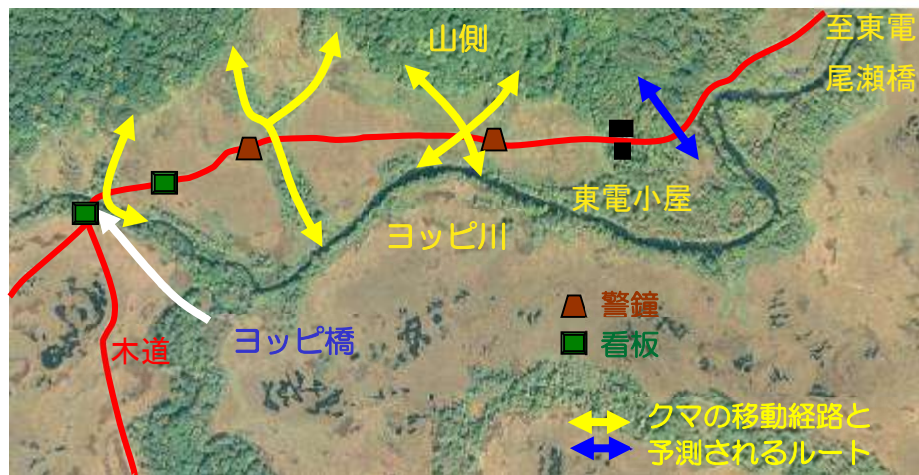 山側
至東電
尾瀬橋
東電小屋
ヨッピ川
警鐘
ヨッピ橋
木道
看板
クマの移動経路と
予測されるルート